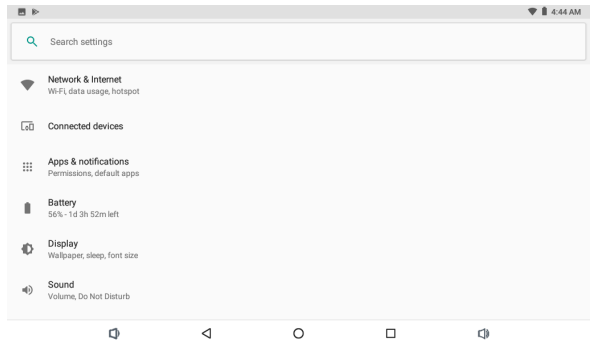 4:44 AM
Search settings
Network & Internet
Wi-Fi, data usage, hotspot
Connected devices
Apps & notifications
Permissions, default apps
Battery
56% - 1d 3h 52m left
Display
Wallpaper, sleep, font size
Sound
Volume, Do Not Disturb